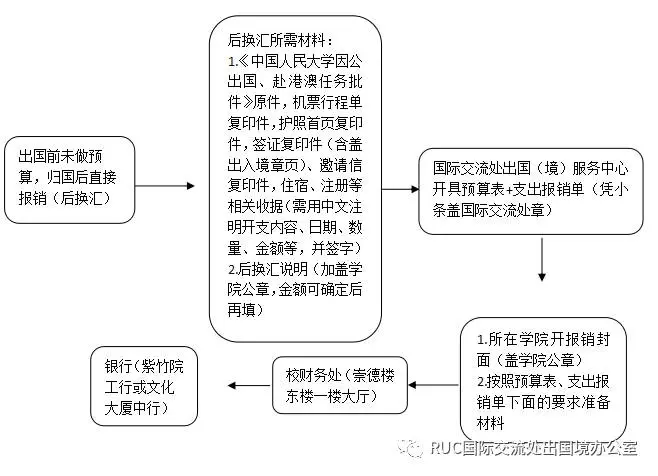 出国前未做预
算，归国后直接
报销（后换汇）
后换汇所需材料：
1.《中国人民大学因公
出国、赴港澳任务批
件》原件，机票行程单
复印件，护照首页复印
件，签证复印件（含盖
出入境章页）、邀请信
复印件，住宿、注册等
相关收据（需用中文注
明开支内容、日期、数
量、金额等，并签字）
2.后换汇说明（加盖学
院公章，金额可确定后
再填）
国际交流处出国（境）服务中心
开具预算表+支出报销单（凭小
条盖国际交流处章）
1.所在学院开报销封
面（盖学院公章）
2.按照预算表、支出报
销单下面的要求准备
材料
校财务处（崇德楼
东楼一楼大厅）
银行（紫竹院
工行或文化
大厦中行）
RUC国际交流处出国境办公室